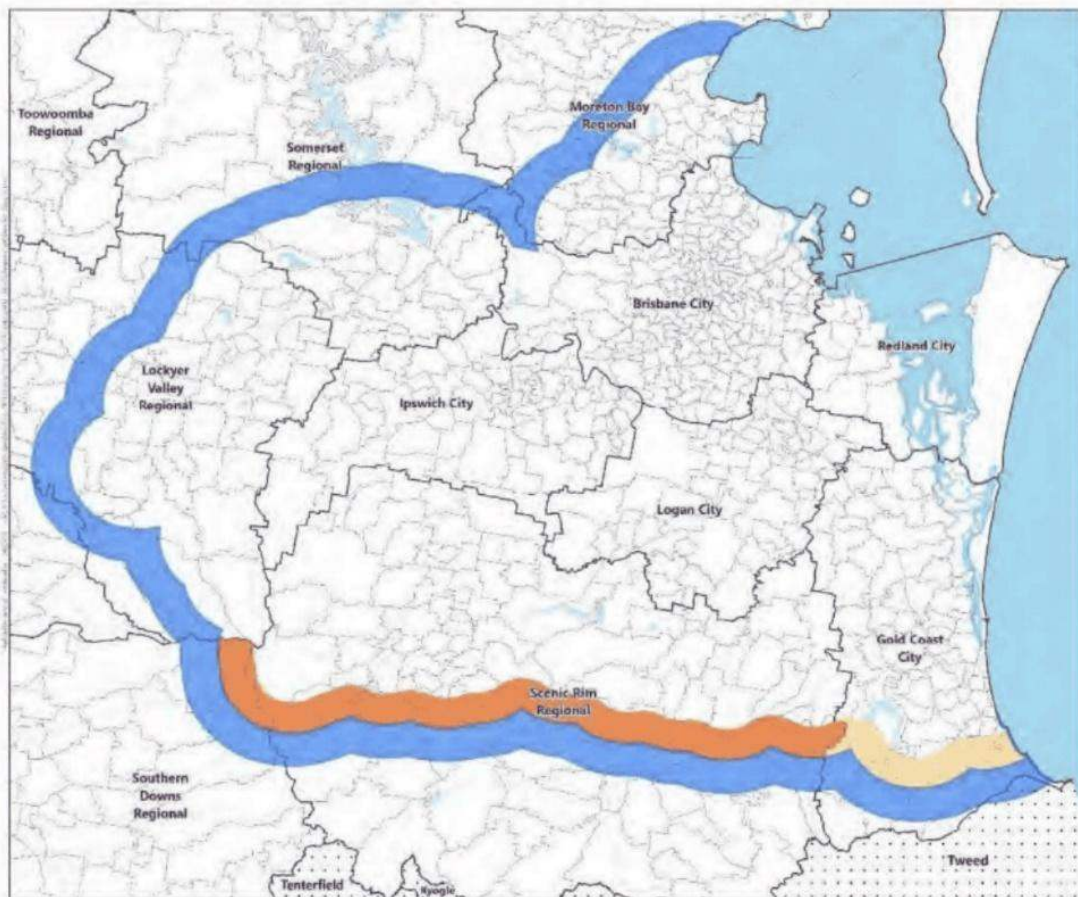 Toowoomba
Regional
Moreton Bay
Regional
Somerset
Regional
Brisbane City
Redland City
Lockyer
Valley
Regional
Ipswich City
Logan City
Gold Coast
City
Scenic Rim
Regional
Southern
Downs
Regional
Tweed
Tenterfield
Kyogle